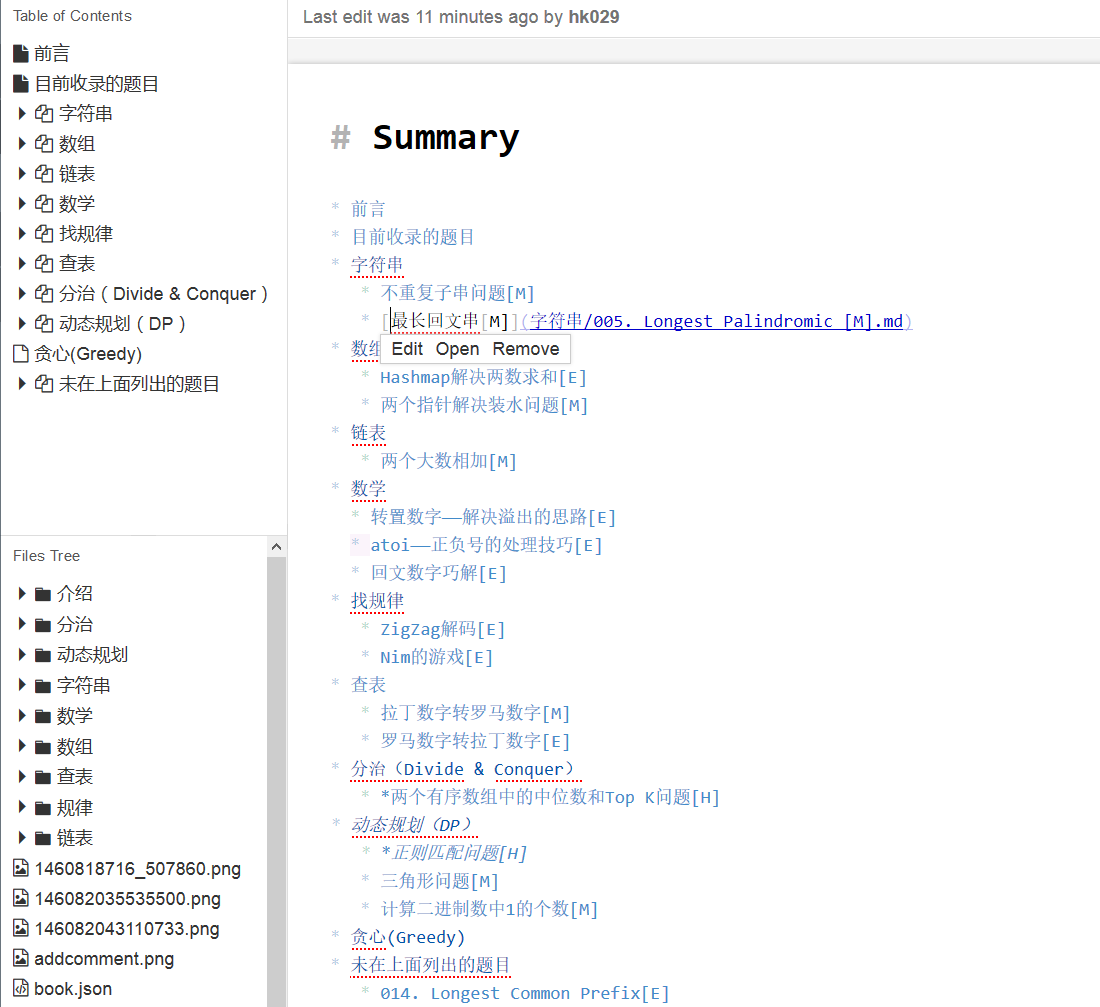 Table of Contents
前言
目前收录的题目
字符串
数组
链表
数学
找规律
查表
分治（Divide & Conquer）
动态规划（DP）
贪心(Greedy)
未在上面列出的题目
Files Tree
介绍
分治
动态规划
字符串
数学
数组
查表
规律
链表
1460818716_507860.png
146082035535500.png
146082043110733.png
addcomment.png
book.json
Last edit was 11 minutes ago by hk029
# Summary
* 前言
* 目前收录的题目
* 字符串
* 不重复子串问题[M]
* [最长回文串[M]](字符串/005. Longest Palindromic [M].md)
Edit Open Remove
* 数组
* Hashmap解决两数求和[E]
* 两个指针解决装水问题[M]
* 链表
* 两个大数相加[M]
* 数学
* 转置数字——解决溢出的思路[E]
* atoi——正负号的处理技巧[E]
* 回文数字巧解[E]
* 找规律
* ZigZag解码[E]
* Nim的游戏[E]
* 查表
* 拉丁数字转罗马数字[M]
* 罗马数字转拉丁数字[E]
* 分治（Divide & Conquer）
* *两个有序数组中的中位数和Top K问题[H]
* 动态规划（DP）
* *正则匹配问题[H]
* 三角形问题[M]
* 计算二进制数中1的个数[M]
* 贪心(Greedy)
* 未在上面列出的题目
* 014. Longest Common Prefix[E]